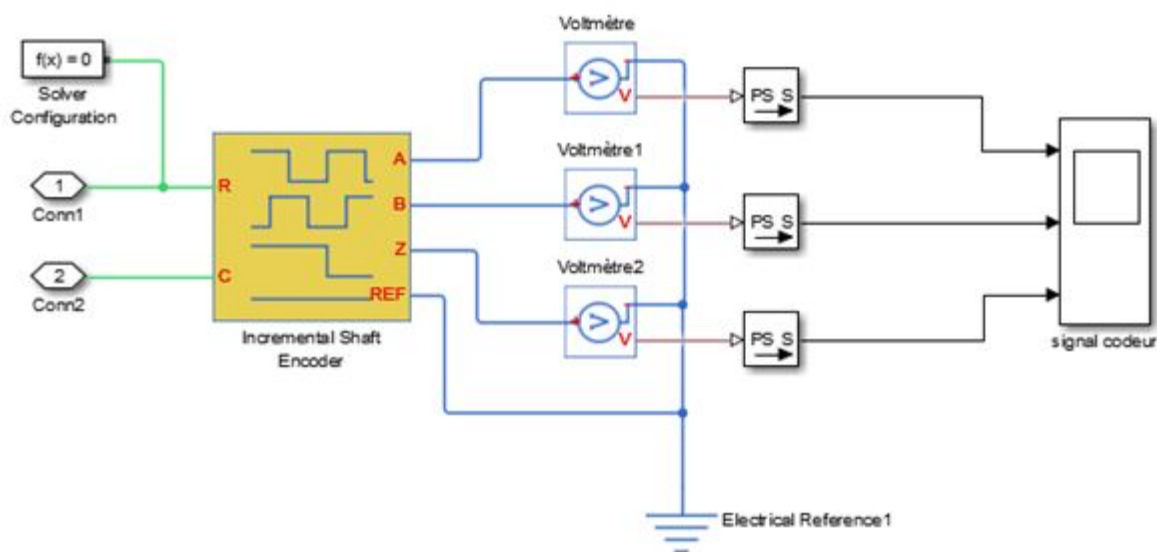 Voltmètre
f(x) = 0
Solver
Configuration
V
V
PS S
A
Voltmètre1
R
1
Conn1
B
V
V
PS S
Z
Voltmètre2
C
2
Conn2
REF
V
V
PS S
signal codeur
Incremental Shaft
Encoder
Electrical Reference1